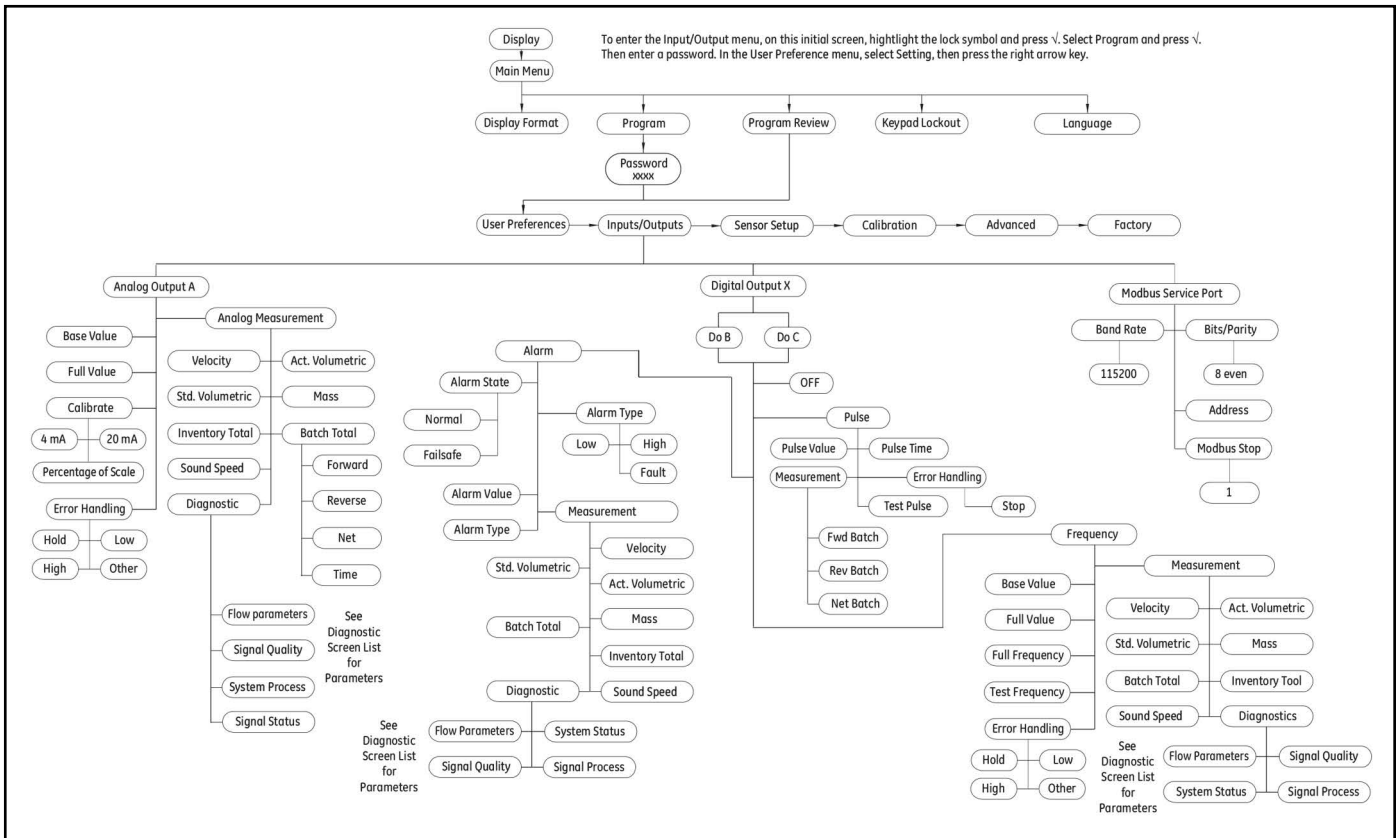 Display
To enter the Input/Output menu, on this initial screen, hightlight the lock symbol and press √. Select Program and press √.
Then enter a password. In the User Preference menu, select Setting, then press the right arrow key.
Main Menu
Display Format
Program
Program Review
Keypad Lockout
Language
Password
xxxx
User Preferences
Inputs/Outputs
Sensor Setup
Calibration
Advanced
Factory
Analog Output A
Base Value
Full Value
Calibrate
4 mA
20 mA
Percentage of Scale
Error Handling
Hold
Low
High
Other
Analog Measurement
Velocity
Act. Volumetric
Std. Volumetric
Mass
Inventory Total
Batch Total
Sound Speed
Forward
Reverse
Net
Time
Diagnostic
Flow parameters
Signal Quality
System Process
Signal Status
See
Diagnostic
Screen List
for
Parameters
Digital Output X
Do B
Do C
OFF
Alarm
Alarm State
Normal
Failsafe
Alarm Type
Low
High
Fault
Alarm Value
Alarm Type
Measurement
Velocity
Std. Volumetric
Act. Volumetric
Mass
Batch Total
Inventory Total
Diagnostic
Sound Speed
Flow Parameters
System Status
Signal Quality
Signal Process
See
Diagnostic
Screen List
for
Parameters
Pulse
Pulse Value
Pulse Time
Measurement
Error Handling
Test Pulse
Stop
Fwd Batch
Rev Batch
Net Batch
Frequency
Base Value
Full Value
Full Frequency
Test Frequency
Error Handling
Hold
Low
High
Other
Measurement
Velocity
Act. Volumetric
Std. Volumetric
Mass
Batch Total
Inventory Tool
Sound Speed
Diagnostics
Flow Parameters
Signal Quality
System Status
Signal Process
See
Diagnostic
Screen List
for
Parameters
Modbus Service Port
Band Rate
Bits/Parity
115200
8 even
Address
Modbus Stop
1